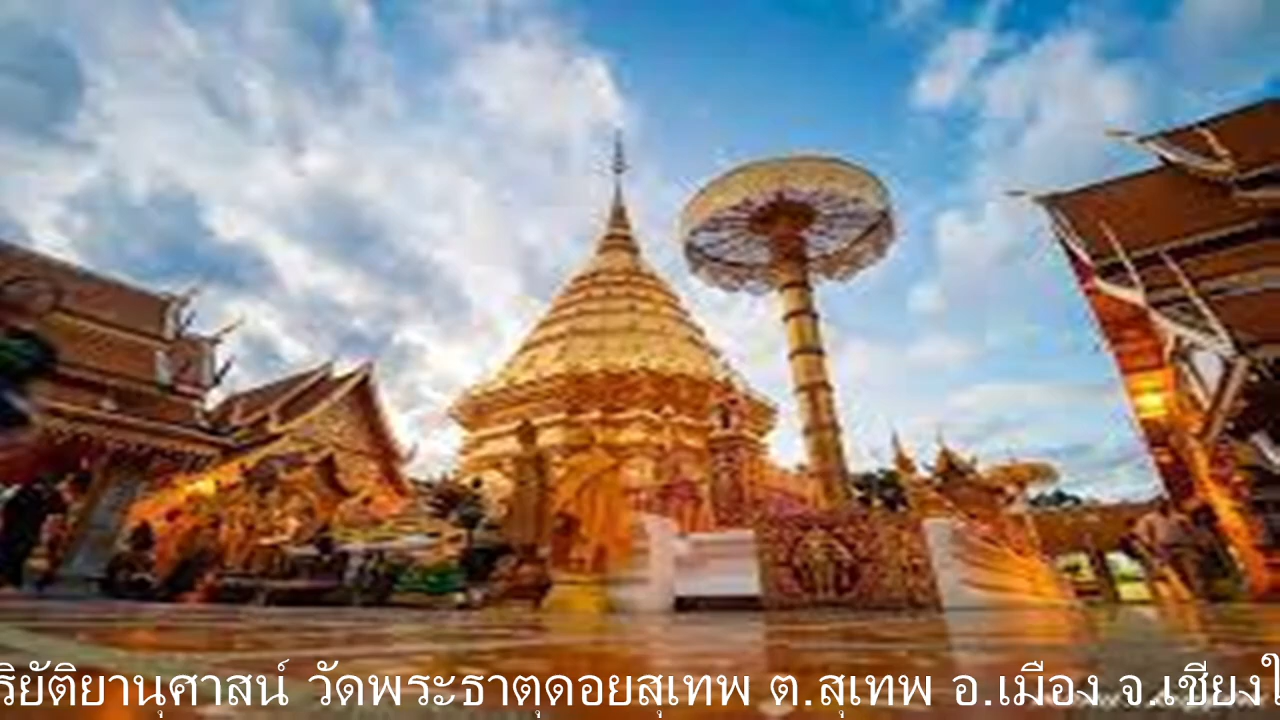 ริยัติยานุศาสน์ วัดพระธาตุดอยสุเทพ ต.สุเทพ อ.เมือง จ.เชียงใ